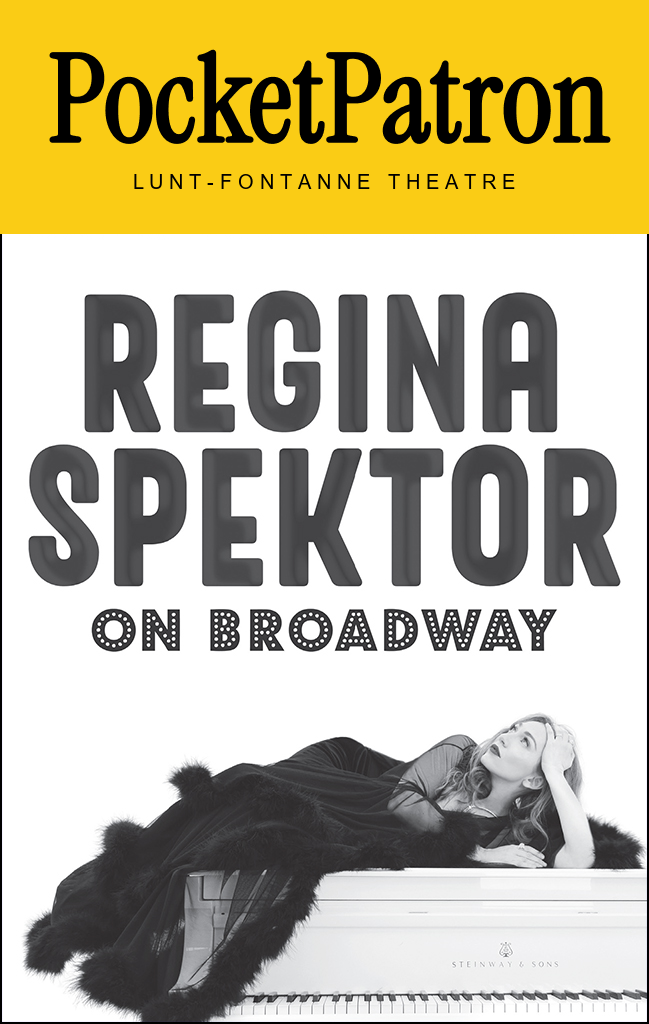 PocketPatron
LUNT-FONTANNE THEATRE
REGINA
SPEKTOR
ON BROADWAY
STEINWAY & SONS